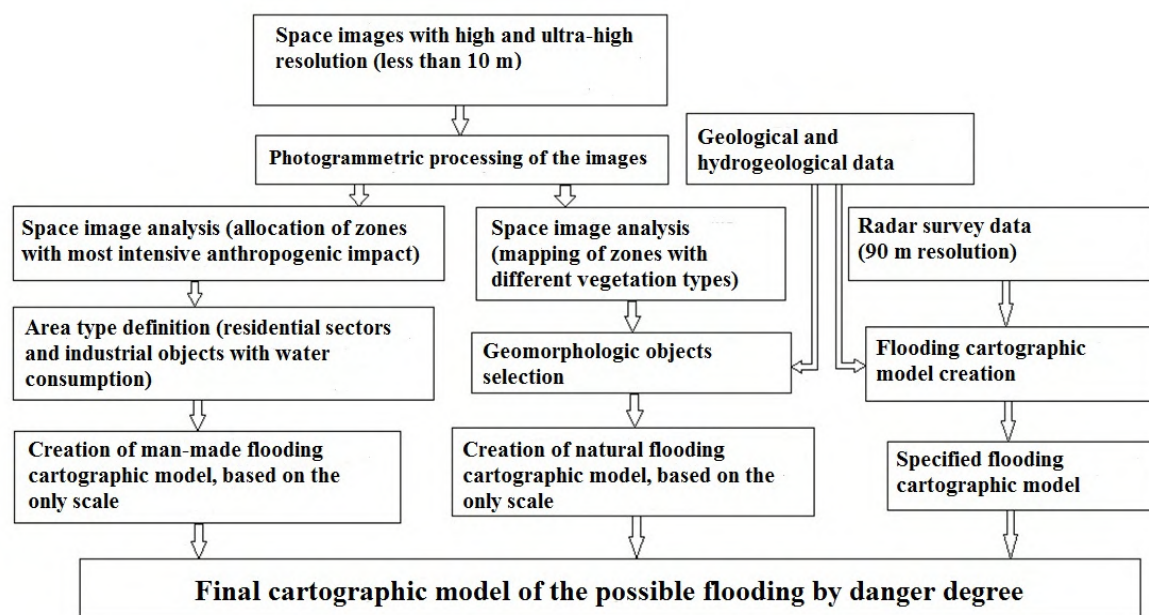 Space images with high and ultra-high
resolution (less than 10 m)
Photogrammetric processing of the images
Geological and
hydrogeological data
Space image analysis (allocation of zones
with most intensive anthropogenic impact)
Space image analysis
(mapping of zones with
different vegetation types)
Radar survey data
(90 m resolution)
Area type definition (residential sectors
and industrial objects with water
consumption)
Geomorphologic objects
selection
Flooding cartographic
model creation
Creation of man-made flooding
cartographic model, based on the
only scale
Creation of natural flooding
cartographic model, based on the
only scale
Specified flooding
cartographic model
Final cartographic model of the possible flooding by danger degree